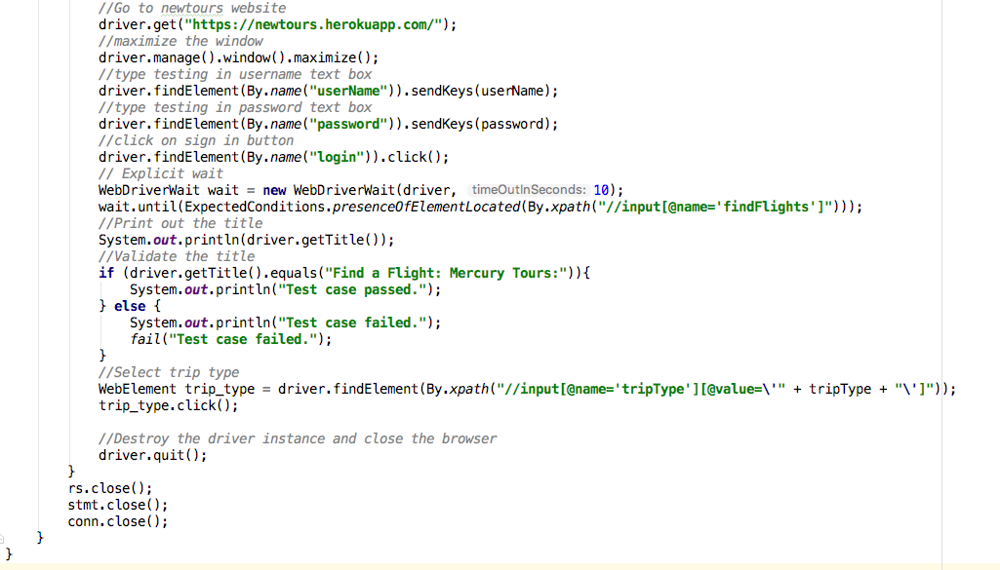 //Go to newtours website
driver.get("https://newtours.herokuapp.com/");
//maximize the window
driver.manage().window().maximize();
//type testing in username text box
driver.findElement(By.name("userName")).sendKeys(userName);
//type testing in password text box
driver.findElement(By.name("password")).sendKeys(password);
//click on sign in button
driver.findElement(By.name("login")).click();
// Explicit wait
WebDriverWait wait = new WebDriverWait(driver, timeOutInSeconds: 10);
wait.until(ExpectedConditions.presenceOfElementLocated(By.xpath("//input[@name='findFlights']")));
//Print out the title
System.out.println(driver.getTitle());
//Validate the title
if (driver.getTitle().equals("Find a Flight: Mercury Tours:")){
System.out.println("Test case passed.");
} else {
System.out.println("Test case failed.");
fail("Test case failed.");
}
//Select trip type
WebElement trip_type = driver.findElement(By.xpath("//input[@name='tripType'][@value=\'" + tripType + "\']"));
trip_type.click();
//Destroy the driver instance and close the browser
driver.quit();
}
rs.close();
stmt.close();
conn.close();
}
}